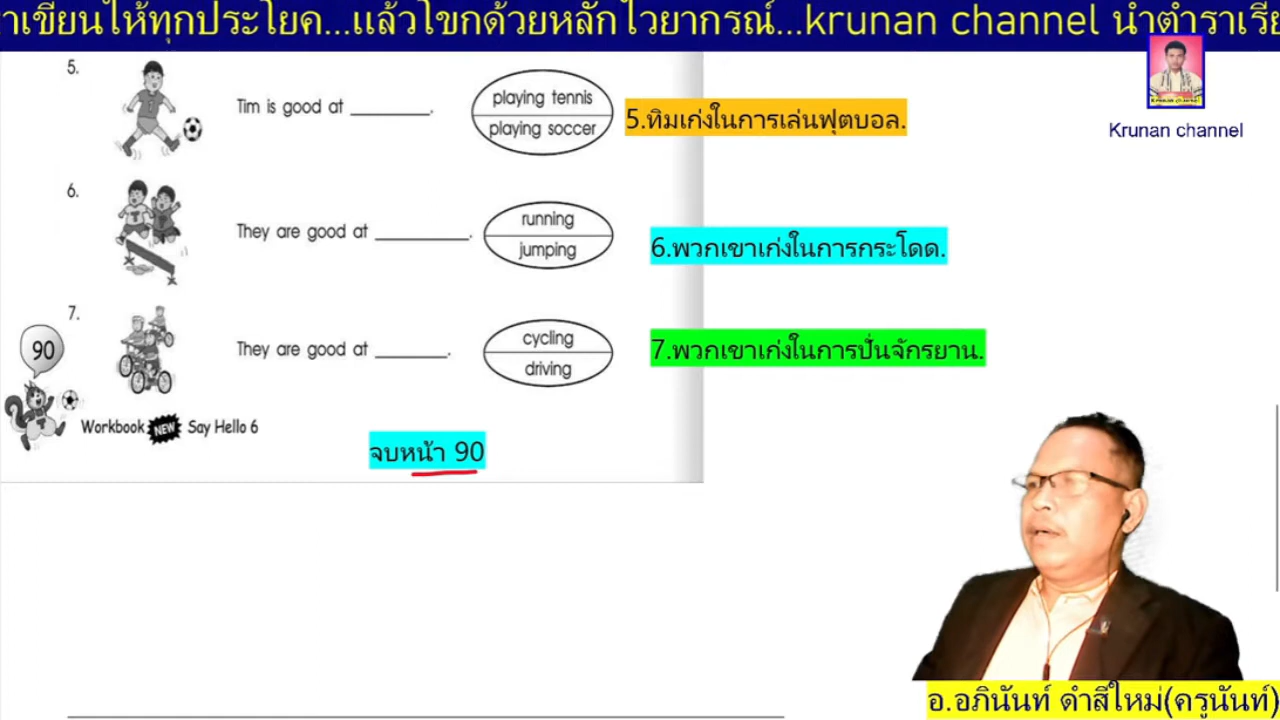 าเขียนให้ทุกประโยค...แล้วไขกด้วยหลักไวยากรณ์...krunan channel นำตำราเรีย
Krunan channel
5.
Tim is good at ________.
playing tennis
playing soccer
5.ทิมเก่งในการเล่นฟุตบอล.
6.
They are good at ________.
running
jumping
6.พวกเขาเก่งในการกระโดด.
7.
They are good at ________.
cycling
driving
7.พวกเขาเก่งในการปั่นจักรยาน.
90
Workbook NEW Say Hello 6
จบหน้า 90
อ.อภินันท์ ดำสีใหม่(ครูนันท์)